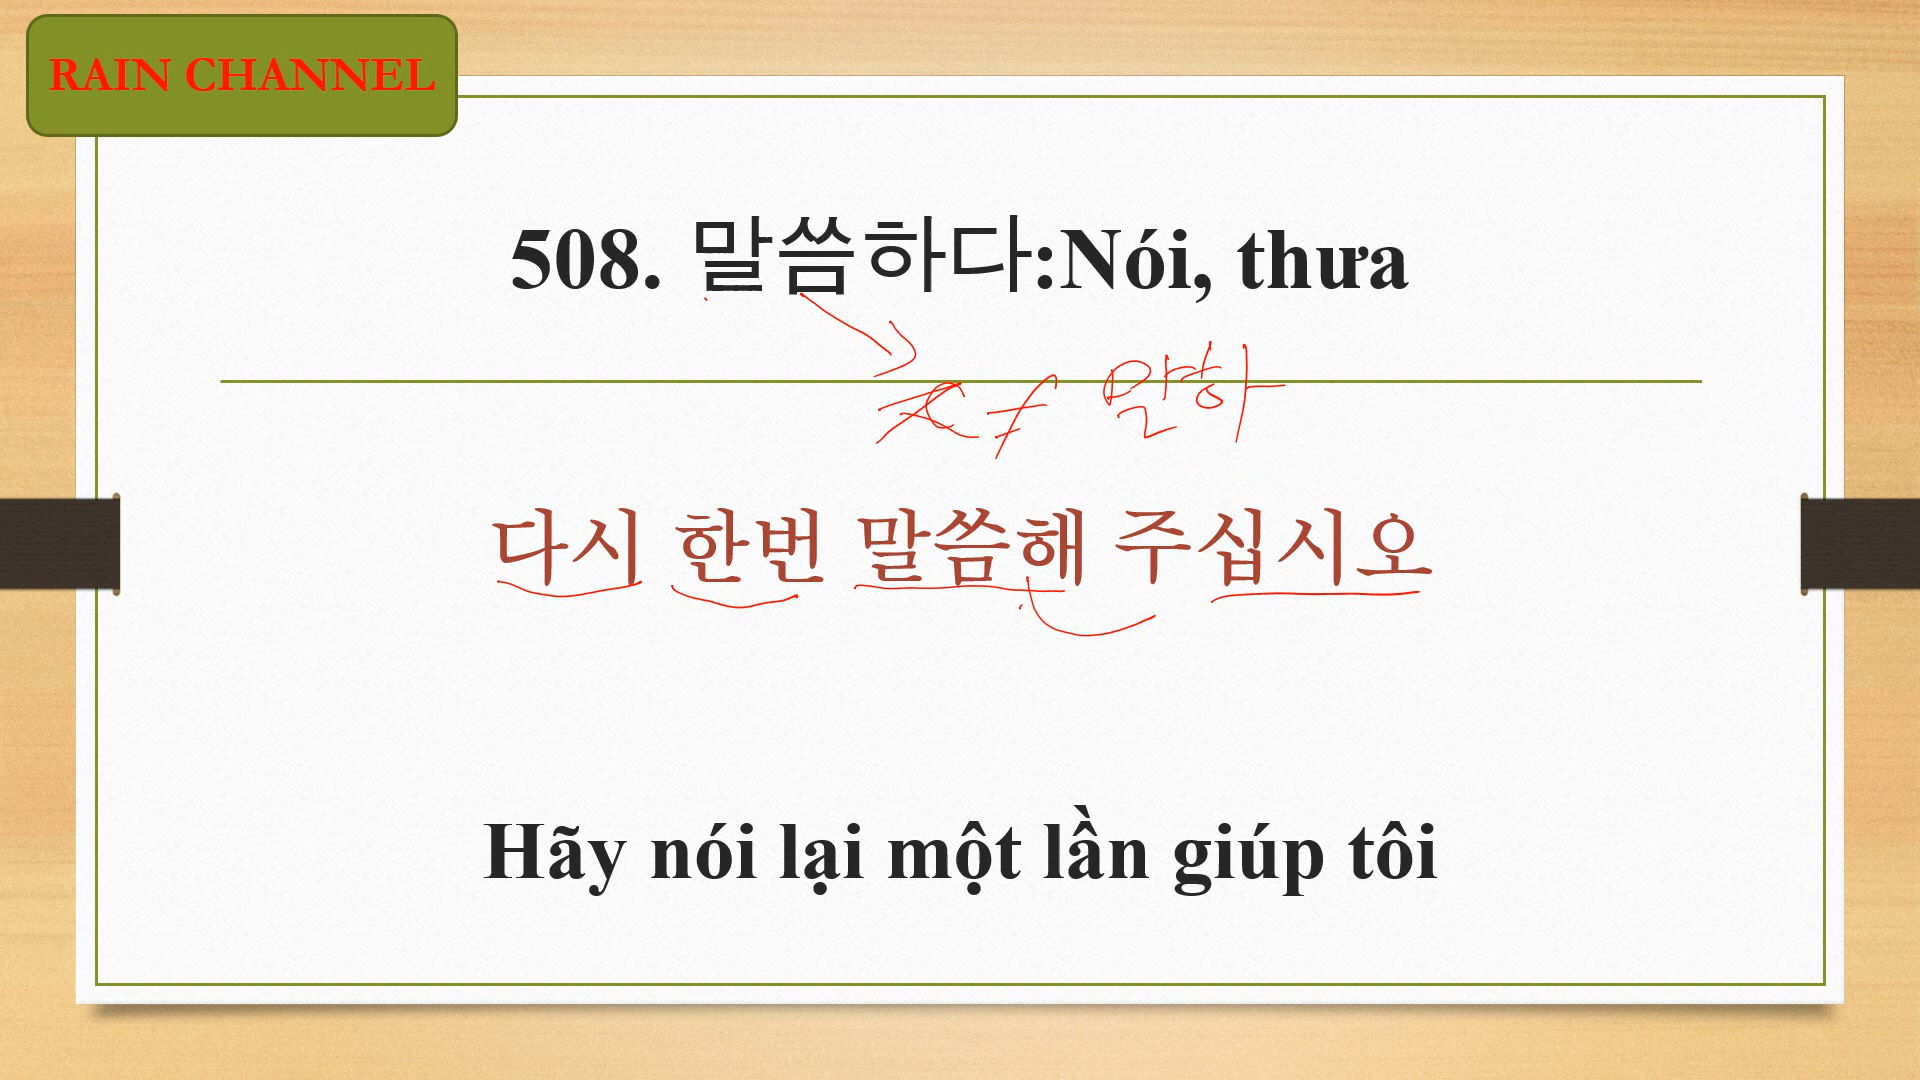 RAIN CHANNEL
508. 말씀하다:Nói, thưa
말하
다시 한번 말씀해 주십시오
Hãy nói lại một lần giúp tôi